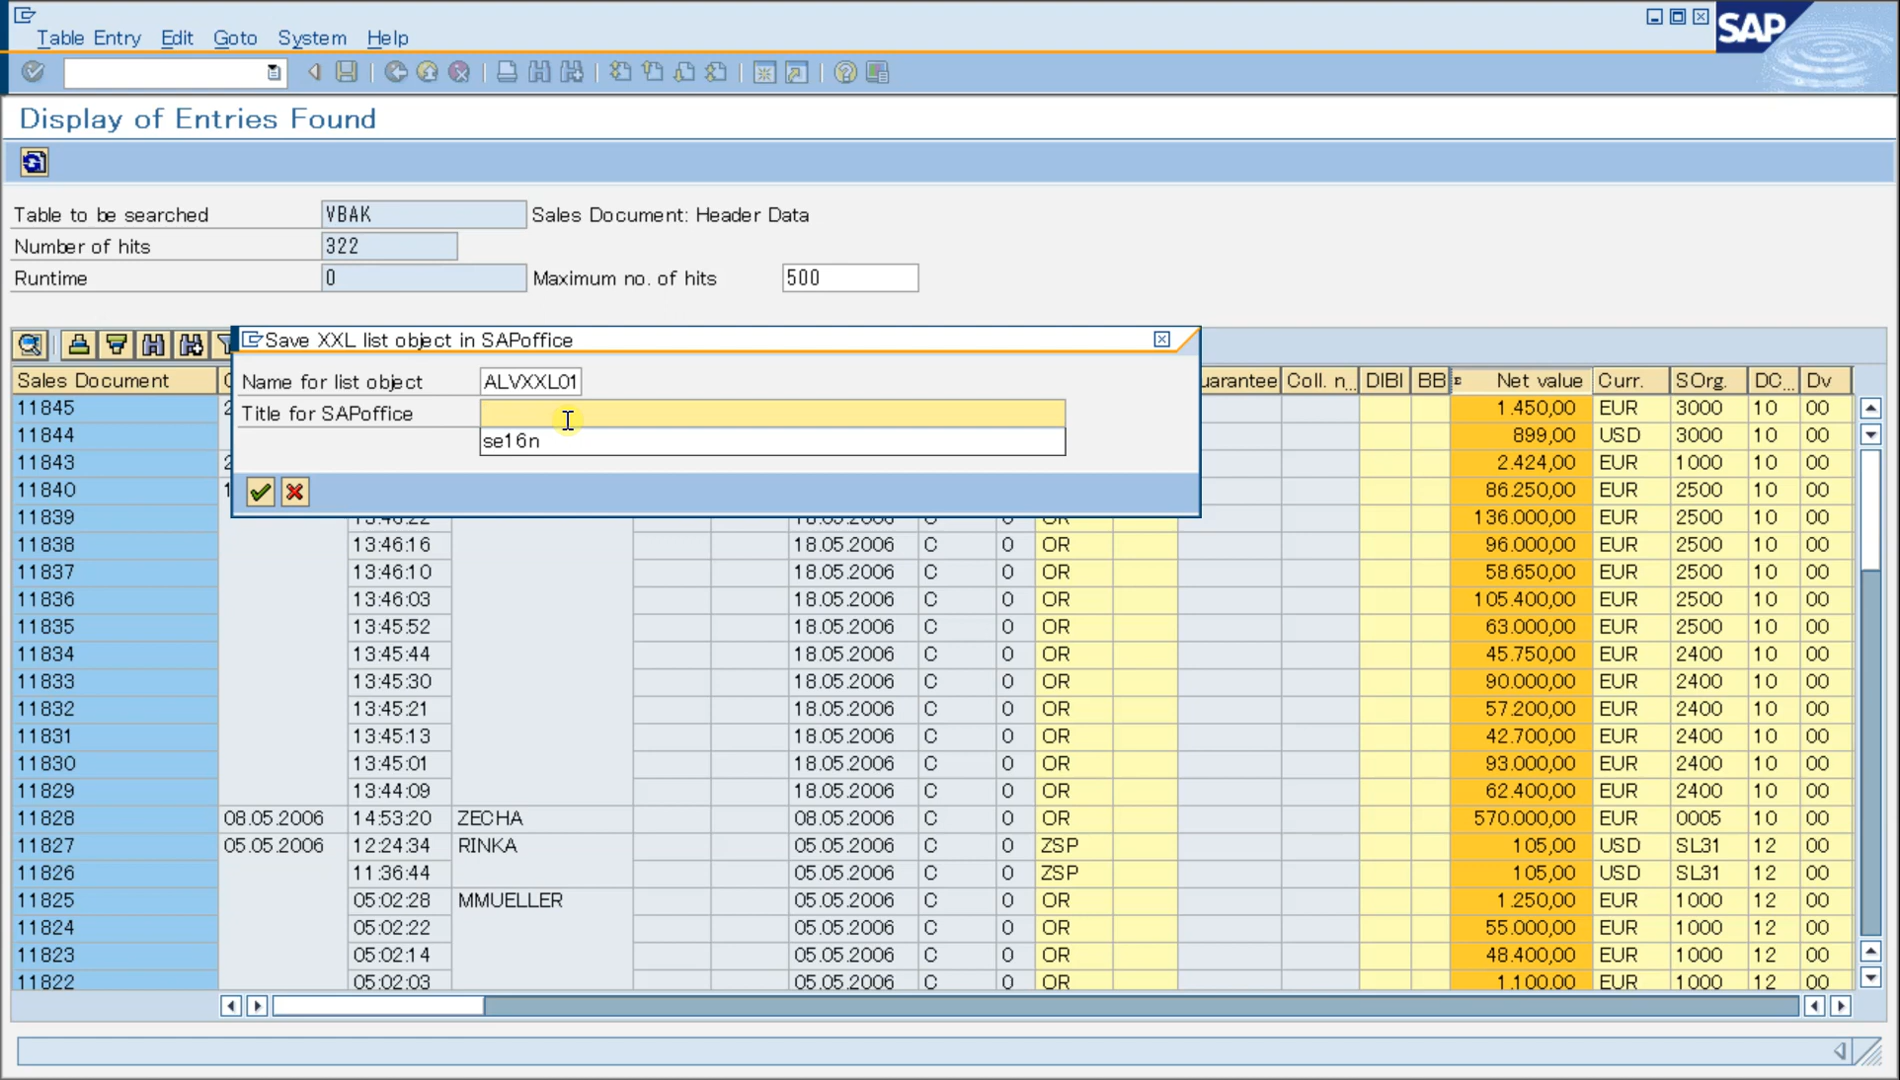 Table Entry Edit Goto System Help
SAP
Display of Entries Found
Table to be searched VBAK Sales Document: Header Data
Number of hits 322
Runtime 0 Maximum no. of hits 500
Save XXL list object in SAPoffice
Name for list object ALVXXL01
Title for SAPoffice
se16n
Sales Document Coll. n... DIBI BB Net value Curr. SOrg. DC... Dv
11845 1.450,00 EUR 3000 10 00
11844 899,00 USD 3000 10 00
11843 2.424,00 EUR 1000 10 00
11840 86.250,00 EUR 2500 10 00
11839 13:46:22 18.05.2006 C 0 OR 136.000,00 EUR 2500 10 00
11838 13:46:16 18.05.2006 C 0 OR 96.000,00 EUR 2500 10 00
11837 13:46:10 18.05.2006 C 0 OR 58.650,00 EUR 2500 10 00
11836 13:46:03 18.05.2006 C 0 OR 105.400,00 EUR 2500 10 00
11835 13:45:52 18.05.2006 C 0 OR 63.000,00 EUR 2500 10 00
11834 13:45:44 18.05.2006 C 0 OR 45.750,00 EUR 2400 10 00
11833 13:45:30 18.05.2006 C 0 OR 90.000,00 EUR 2400 10 00
11832 13:45:21 18.05.2006 C 0 OR 57.200,00 EUR 2400 10 00
11831 13:45:13 18.05.2006 C 0 OR 42.700,00 EUR 2400 10 00
11830 13:45:01 18.05.2006 C 0 OR 93.000,00 EUR 2400 10 00
11829 13:44:09 18.05.2006 C 0 OR 62.400,00 EUR 2400 10 00
11828 08.05.2006 14:53:20 ZECHA 08.05.2006 C 0 OR 570.000,00 EUR 0005 10 00
11827 05.05.2006 12:24:34 RINKA 05.05.2006 C 0 ZSP 105,00 USD SL31 12 00
11826 11:36:44 05.05.2006 C 0 ZSP 105,00 USD SL31 12 00
11825 05:02:28 MMUELLER 05.05.2006 C 0 OR 1.250,00 EUR 1000 12 00
11824 05:02:22 05.05.2006 C 0 OR 55.000,00 EUR 1000 12 00
11823 05:02:14 05.05.2006 C 0 OR 48.400,00 EUR 1000 12 00
11822 05:02:03 05.05.2006 C 0 OR 1.100,00 EUR 1000 12 00